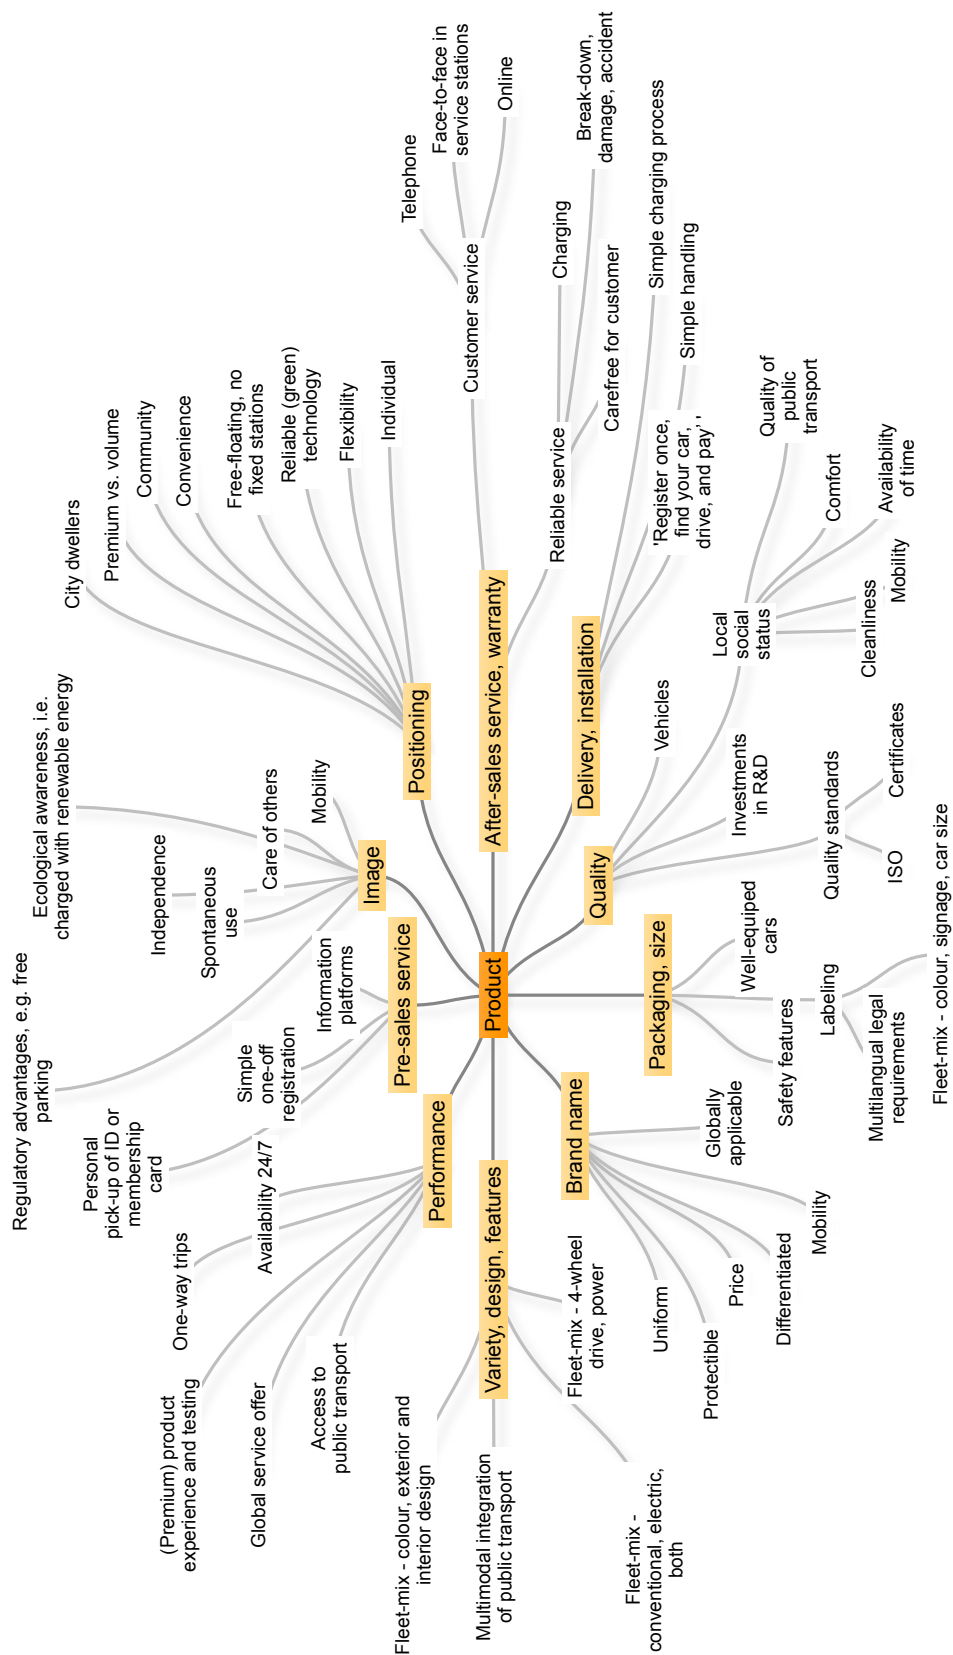 Product
Positioning
City dwellers
Premium vs. volume
Community
Convenience
Free-floating, no
fixed stations
Reliable (green)
technology
Flexibility
Individual
After-sales service, warranty
Customer service
Telephone
Face-to-face in
service stations
Online
Reliable service
Charging
Break-down,
damage, accident
Carefree for customer
Delivery, installation
Simple charging process
Simple handling
'Register once,
find your car,
drive, and pay','
Quality
Vehicles
Local
social
status
Quality of
public
transport
Comfort
Availability
of time
Mobility
Cleanliness
Investments
in R&D
Quality standards
Certificates
ISO
Packaging, size
Well-equiped
cars
Labeling
Fleet-mix - colour, signage, car size
Multilangual legal
requirements
Safety features
Brand name
Globally
applicable
Mobility
Differentiated
Price
Protectible
Uniform
Variety, design, features
Fleet-mix - 4-wheel
drive, power
Fleet-mix -
conventional, electric,
both
Multimodal integration
of public transport
Fleet-mix - colour, exterior and
interior design
Performance
Access to
public transport
Global service offer
(Premium) product
experience and testing
One-way trips
Availability 24/7
Pre-sales service
Personal
pick-up of ID or
membership
card
Simple
one-off
registration
Information
platforms
Image
Regulatory advantages, e.g. free
parking
Spontaneous
use
Independence
Ecological awareness, i.e.
charged with renewable energy
Care of others
Mobility